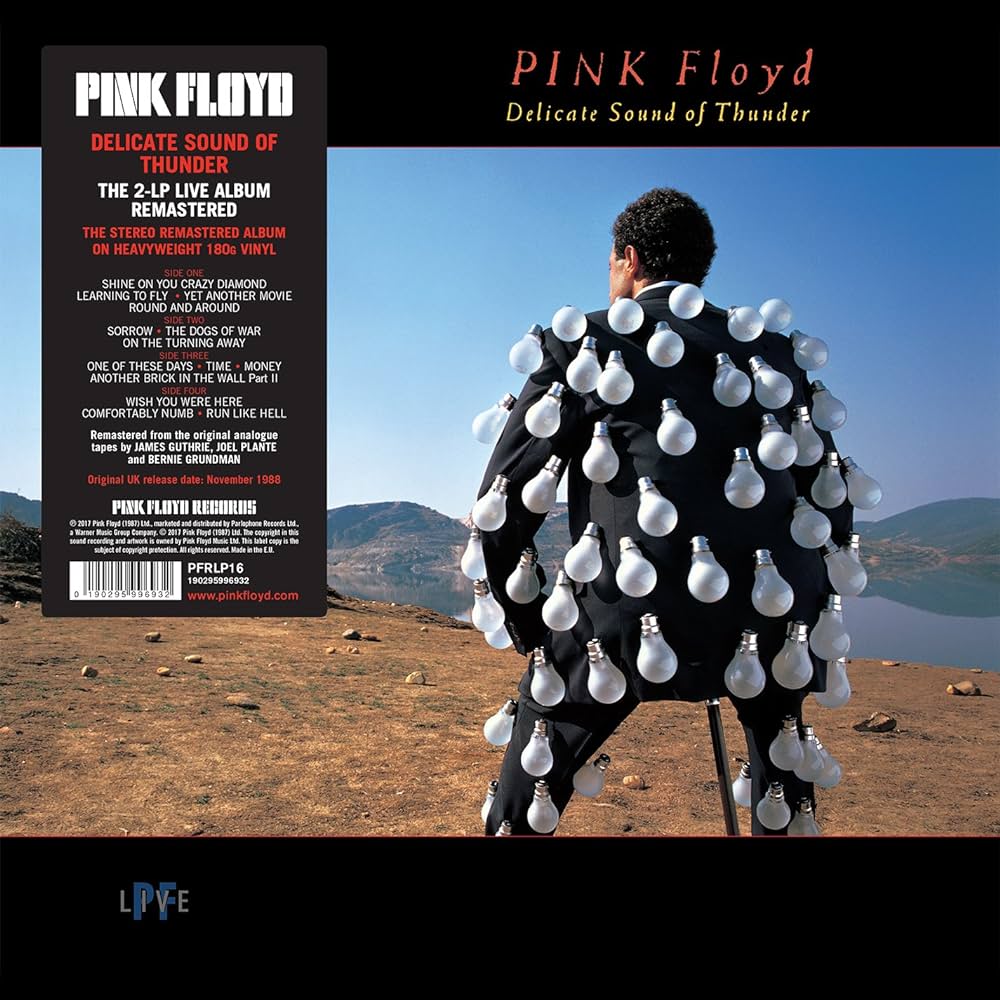 PINK Floyd
Delicate Sound of Thunder
PINK FLOYD
DELICATE SOUND OF
THUNDER
THE 2-LP LIVE ALBUM
REMASTERED
THE STEREO REMASTERED ALBUM
ON HEAVYWEIGHT 180G VINYL
SIDE ONE
SHINE ON YOU CRAZY DIAMOND
LEARNING TO FLY • YET ANOTHER MOVIE
ROUND AND AROUND
SIDE TWO
SORROW • THE DOGS OF WAR
ON THE TURNING AWAY
SIDE THREE
ONE OF THESE DAYS • TIME • MONEY
ANOTHER BRICK IN THE WALL Part II
SIDE FOUR
WISH YOU WERE HERE
COMFORTABLY NUMB • RUN LIKE HELL
Remastered from the original analogue
tapes by JAMES GUTHRIE, JOEL PLANTE
and BERNIE GRUNDMAN
Original UK release date: November 1988
PINK FLOYD RECORDS
℗ 2017 Pink Floyd (1987) Ltd., marketed and distributed by Parlophone Records Ltd.,
a Warner Music Group Company. © 2017 Pink Floyd (1987) Ltd. The copyright in this
sound recording and artwork is owned by Pink Floyd Music Ltd. This label copy is the
subject of copyright protection. All rights reserved. Made in the E.U.
PFRLP16
190295996932
0 190295 996932
www.pinkfloyd.com
PF
LIVE